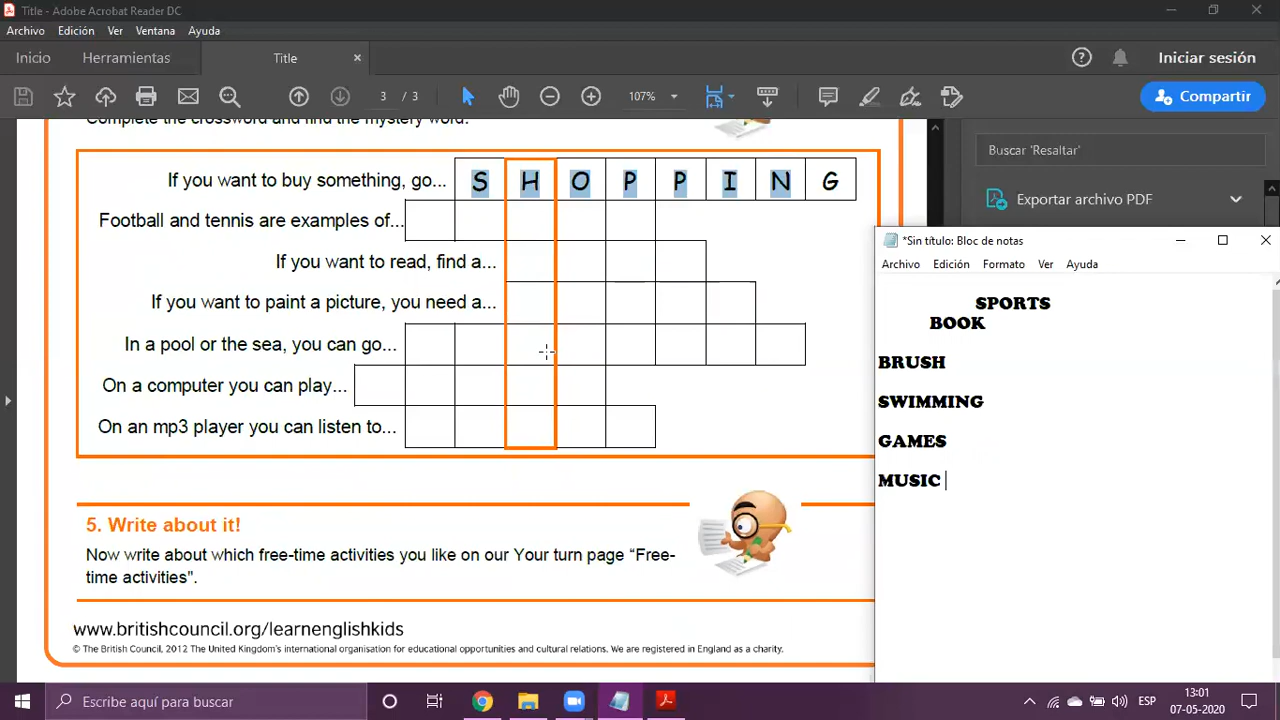 Title - Adobe Acrobat Reader DC
Archivo Edición Ver Ventana Ayuda
Inicio Herramientas Title × Iniciar sesión
3 / 3 107% Compartir
Complete the crossword and find the mystery word.
If you want to buy something, go... S H O P P I N G
Football and tennis are examples of...
If you want to read, find a...
If you want to paint a picture, you need a...
In a pool or the sea, you can go...
On a computer you can play...
On an mp3 player you can listen to...
5. Write about it!
Now write about which free-time activities you like on our Your turn page “Free-
time activities”.
www.britishcouncil.org/learnenglishkids
© The British Council, 2012 The United Kingdom's international organisation for educational opportunities and cultural relations. We are registered in England as a charity.
Buscar 'Resaltar'
Exportar archivo PDF
*Sin título: Bloc de notas
Archivo Edición Formato Ver Ayuda
SPORTS
BOOK
BRUSH
SWIMMING
GAMES
MUSIC
Escribe aquí para buscar
ESP
13:01
07-05-2020